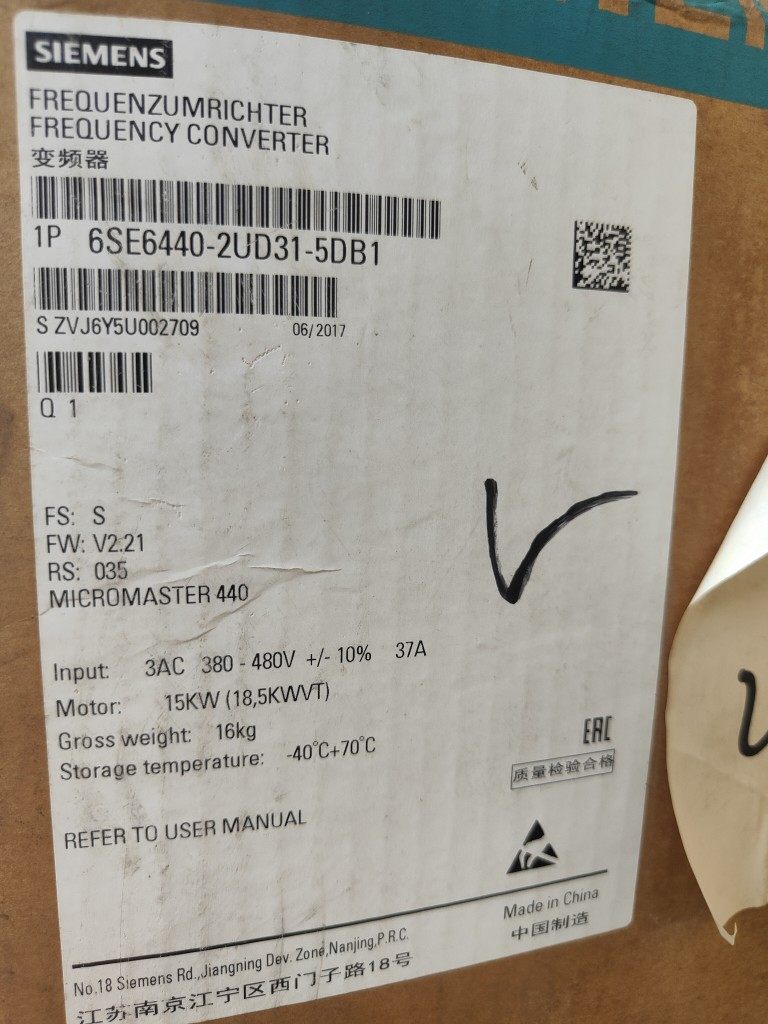 SIEMENS
FREQUENZUMRICHTER
FREQUENCY CONVERTER
变频器
1P 6SE6440-2UD31-5DB1
S ZVJ6Y5U002709 06/2017
Q 1
FS: S
FW: V2.21
RS: 035
MICROMASTER 440
Input: 3AC 380 - 480V +/- 10% 37A
Motor: 15KW (18,5KWVT)
Gross weight: 16kg
Storage temperature: -40°C+70°C
EAC
质量检验合格
REFER TO USER MANUAL
Made in China
中国制造
No.18 Siemens Rd.,Jiangning Dev. Zone,Nanjing,P.R.C.
江苏南京江宁区西门子路18号